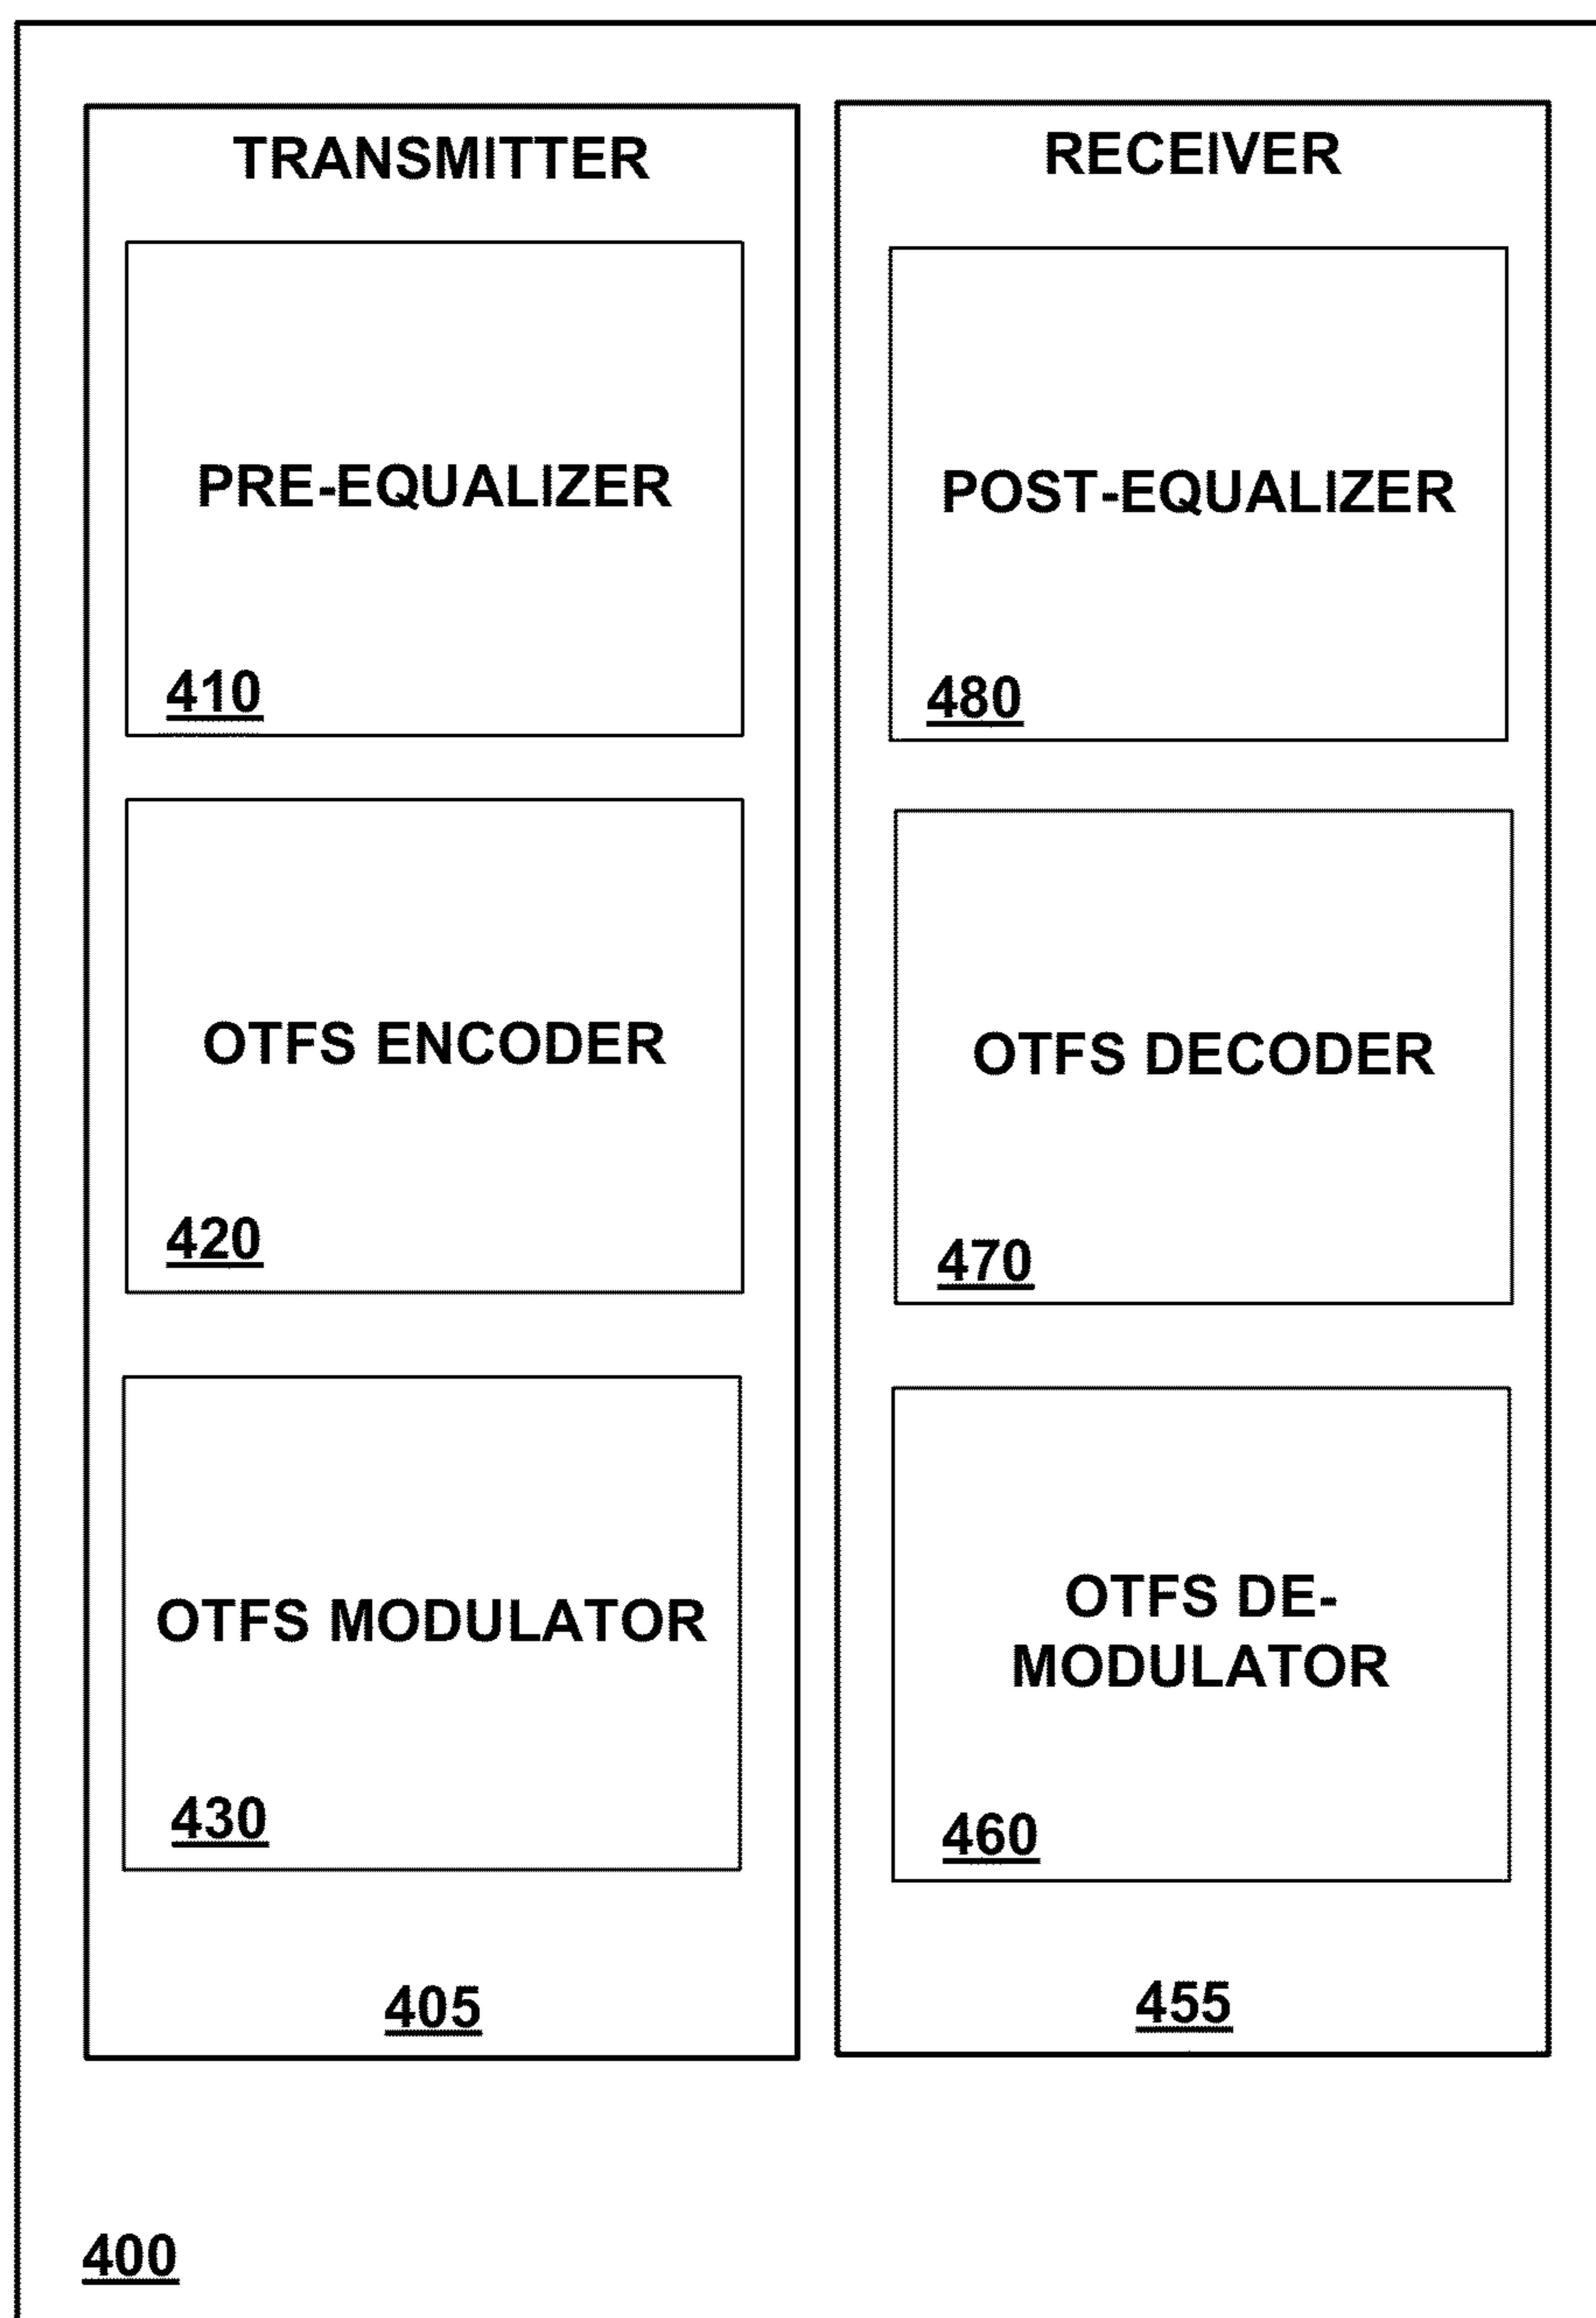 TRANSMITTER
PRE-EQUALIZER
410
OTFS ENCODER
420
OTFS MODULATOR
430
405
RECEIVER
POST-EQUALIZER
480
OTFS DECODER
470
OTFS DE-
MODULATOR
460
455
400